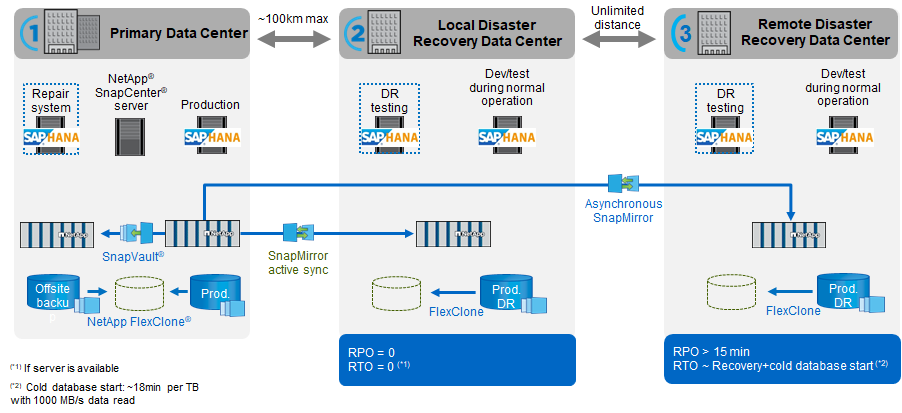 1
Primary Data Center
~100km max
2
Local Disaster
Recovery Data Center
Unlimited
distance
3
Remote Disaster
Recovery Data Center
Repair
system
NetApp®
SnapCenter®
server
Production
SAP HANA
SAP HANA
DR
testing
Dev/test
during normal
operation
SAP HANA
SAP HANA
DR
testing
Dev/test
during normal
operation
SAP HANA
SAP HANA
Asynchronous
SnapMirror
NetApp
NetApp
NetApp
NetApp
SnapVault®
SnapMirror
active sync
Offsite
backu
Prod.
NetApp FlexClone®
Prod.
DR
FlexClone
Prod.
DR
FlexClone
RPO = 0
RTO = 0 (*1)
RPO > 15 min
RTO ~ Recovery+cold database start (*2)
(*1) If server is available
(*2) Cold database start: ~18min per TB
with 1000 MB/s data read